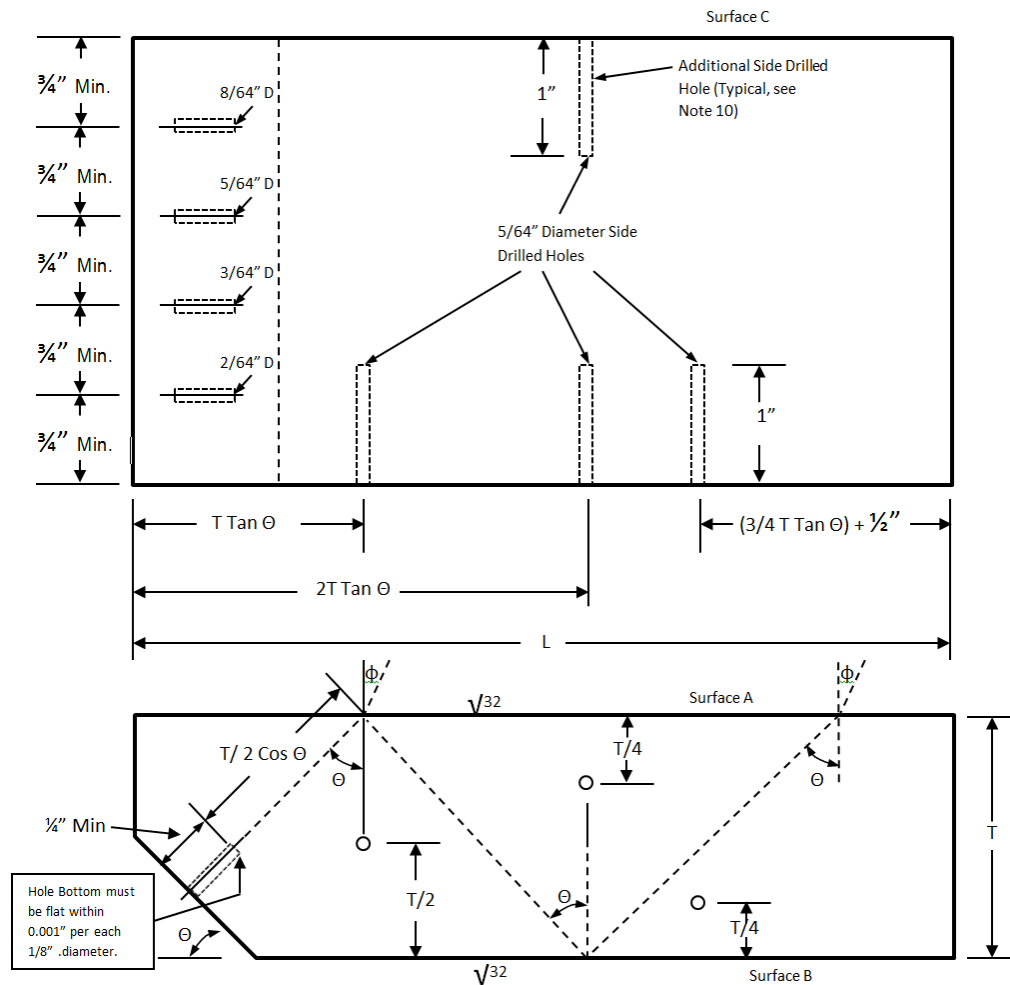 Surface C
¾” Min.
8/64” D
1”
Additional Side Drilled
Hole (Typical, see
Note 10)
¾” Min.
5/64” D
5/64” Diameter Side
Drilled Holes
¾” Min.
3/64” D
¾” Min.
2/64” D
1”
¾” Min.
T Tan Θ
(3/4 T Tan Θ) + ½”
2T Tan Θ
L
ϕ
ϕ
√32
Surface A
T/ 2 Cos Θ
T/4
Θ
Θ
¼” Min
T
Hole Bottom must
be flat within
0.001” per each
1/8” .diameter.
T/2
Θ
T/4
Θ
√32
Surface B